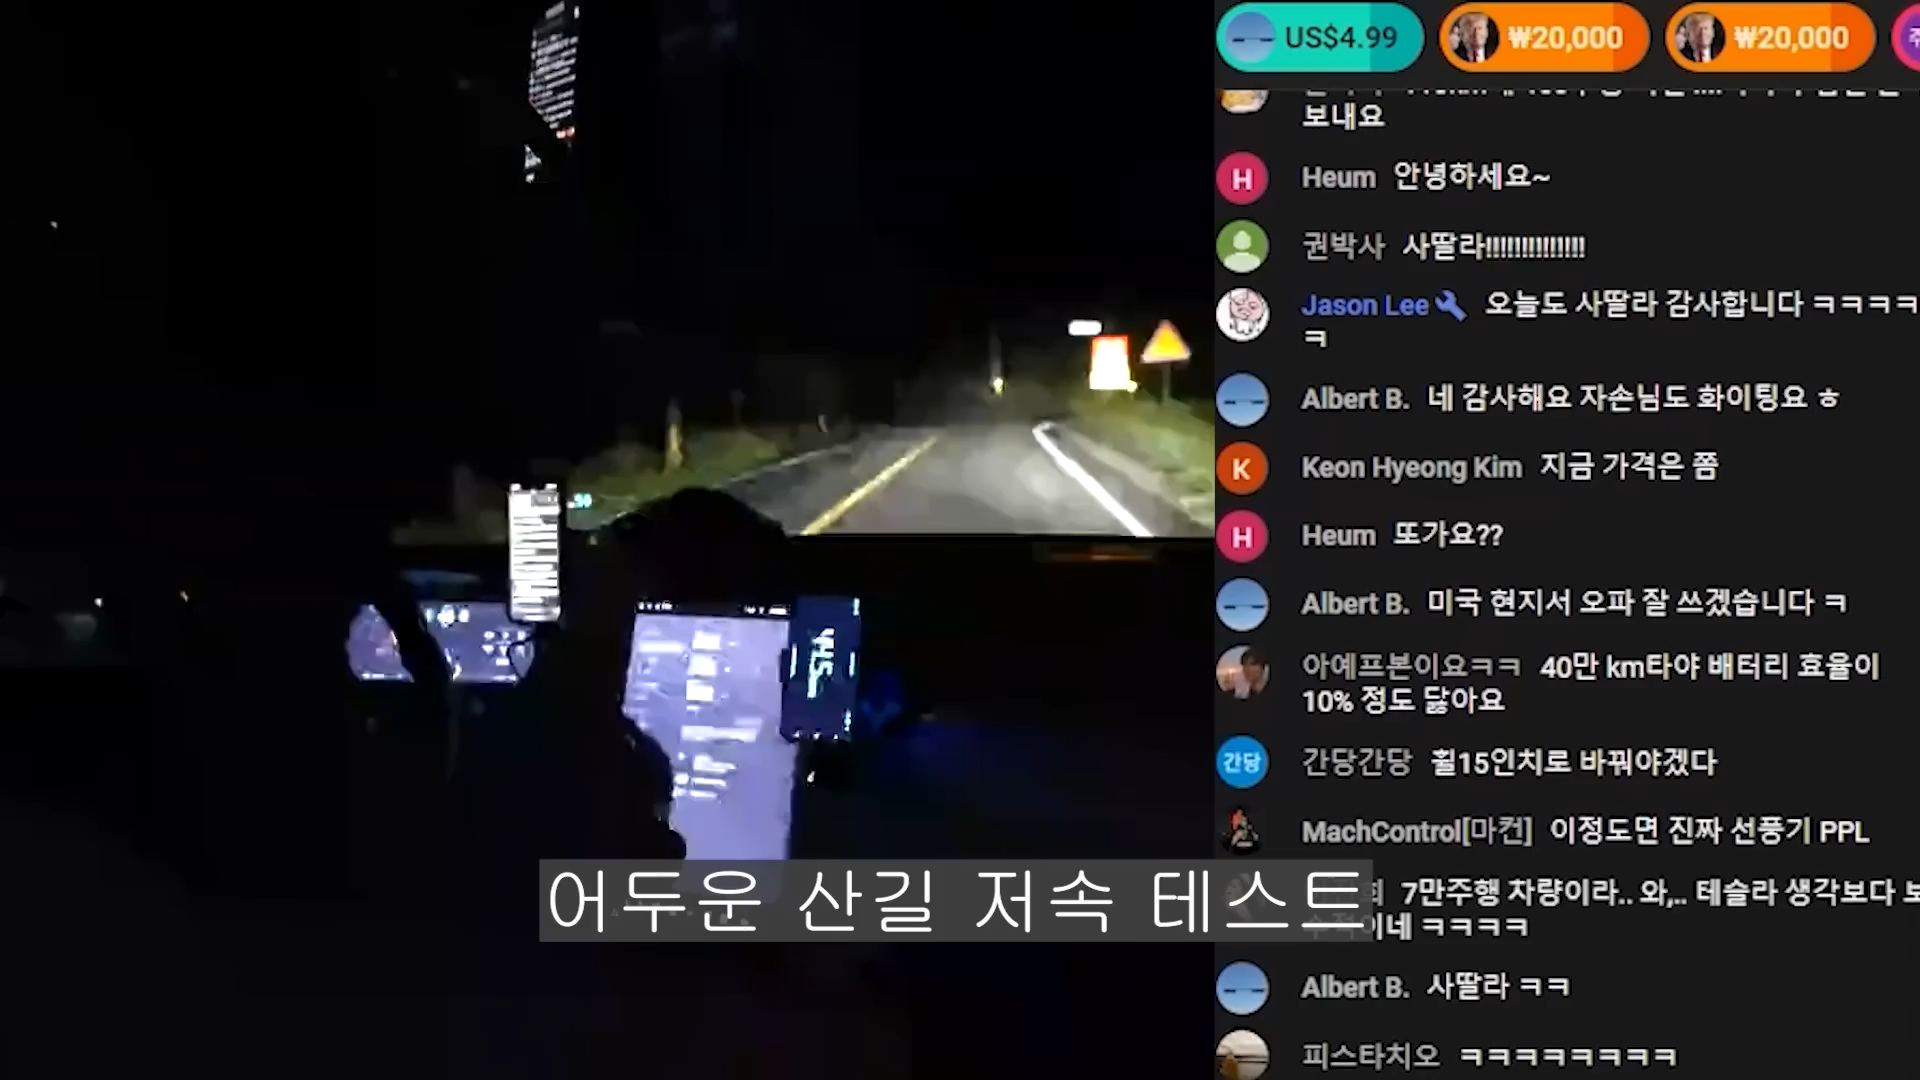 US$4.99
₩20,000
₩20,000
보내요
Heum 안녕하세요~
권박사 사딸라!!!!!!!!!!!!!!
Jason Lee 오늘도 사딸라 감사합니다 ㅋㅋㅋㅋ
ㅋ
Albert B. 네 감사해요 자손님도 화이팅요 ㅎ
Keon Hyeong Kim 지금 가격은 쫌
Heum 또가요??
Albert B. 미국 현지서 오파 잘 쓰겠습니다 ㅋ
아예프본이요ㅋㅋ 40만 km타야 배터리 효율이
10% 정도 닳아요
간당간당 휠15인치로 바꿔야겠다
MachControl[마컨] 이정도면 진짜 선풍기 PPL
희 7만주행 차량이라.. 와,.. 테슬라 생각보다 보
수적이네 ㅋㅋㅋㅋ
어두운 산길 저속 테스트
Albert B. 사딸라 ㅋㅋ
피스타치오 ㅋㅋㅋㅋㅋㅋㅋㅋㅋ